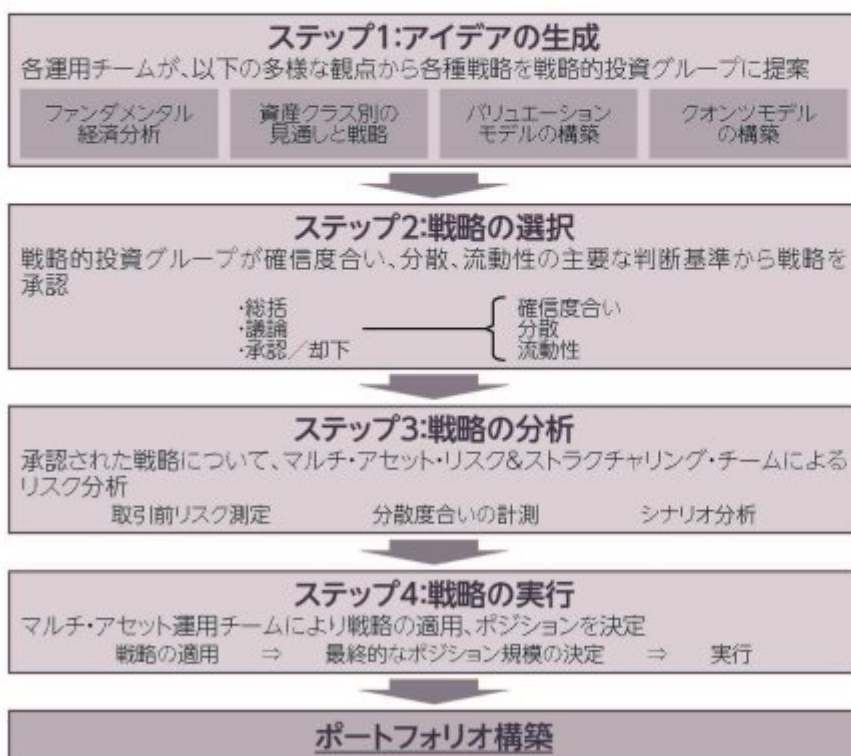 ステップ1:アイデアの生成
各運用チームが、以下の多様な観点から各種戦略を戦略的投資グループに提案
ファンダメンタル
経済分析
資産クラス別の
見通しと戦略
バリュエーション
モデルの構築
クオンツモデル
の構築
ステップ2:戦略の選択
戦略的投資グループが確信度合い、分散、流動性の主要な判断基準から戦略を
承認
・総括
・議論
・承認／却下
確信度合い
分散
流動性
ステップ3:戦略の分析
承認された戦略について、マルチ・アセット・リスク&ストラクチャリング・チームによる
リスク分析
取引前リスク測定 分散度合いの計測 シナリオ分析
ステップ4:戦略の実行
マルチ・アセット運用チームにより戦略の適用、ポジションを決定
戦略の適用 ⇒ 最終的なポジション規模の決定 ⇒ 実行
ポートフォリオ構築